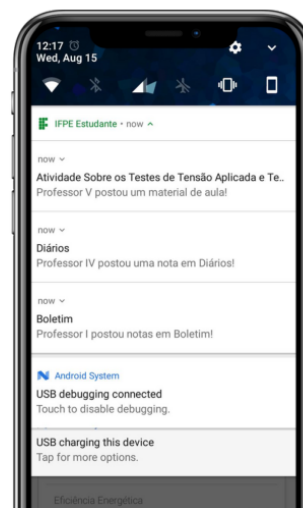 12:17
Wed, Aug 15
IFPE Estudante • now
now
Atividade Sobre os Testes de Tensão Aplicada e Te..
Professor V postou um material de aula!
now
Diários
Professor IV postou uma nota em Diários!
now
Boletim
Professor I postou notas em Boletim!
Android System
USB debugging connected
Touch to disable debugging.
USB charging this device
Tap for more options.
Eficiência Energética